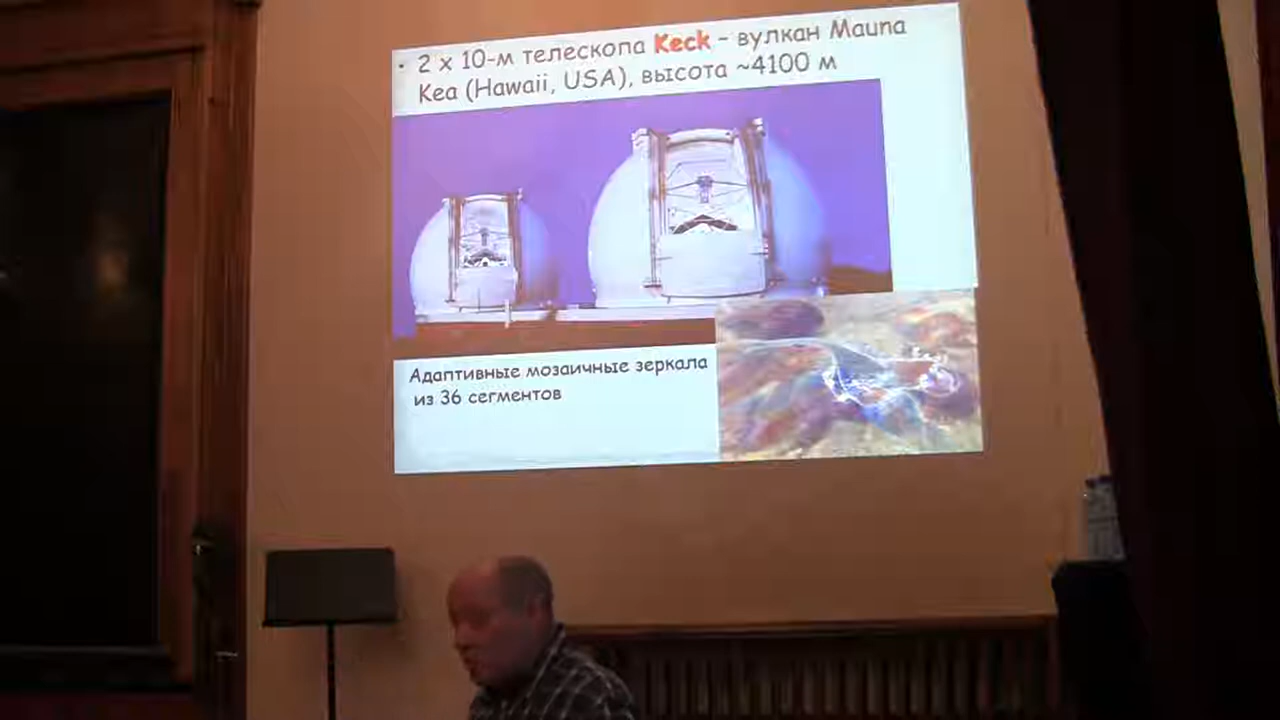 • 2 x 10-м телескопа Keck – вулкан Mauna
Kea (Hawaii, USA), высота ~4100 м
Адаптивные мозаичные зеркала
из 36 сегментов